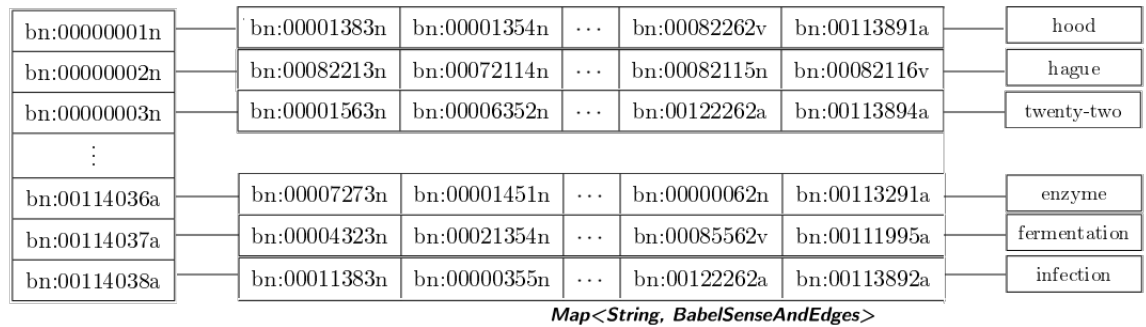 bn:00000001n bn:00001383n bn:00001354n ... bn:00082262v bn:00113891a hood
bn:00000002n bn:00082213n bn:00072114n ... bn:00082115n bn:00082116v hague
bn:00000003n bn:00001563n bn:00006352n ... bn:00122262a bn:00113894a twenty-two
⋮
bn:00114036a bn:00007273n bn:00001451n ... bn:00000062n bn:00113291a enzyme
bn:00114037a bn:00004323n bn:00021354n ... bn:00085562v bn:00111995a fermentation
bn:00114038a bn:00011383n bn:00000355n ... bn:00122262a bn:00113892a infection
Map<String, BabelSenseAndEdges>